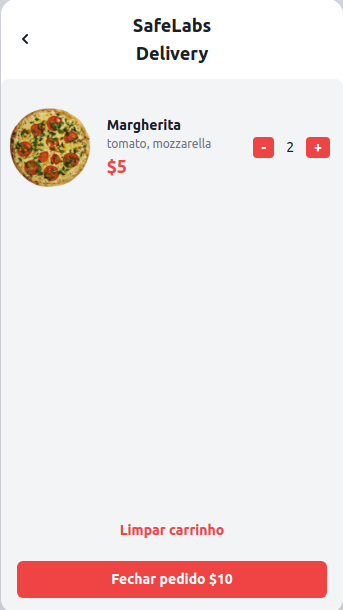 SafeLabs
Delivery
Margherita
tomato, mozzarella
$5
- 2 +
Limpar carrinho
Fechar pedido $10